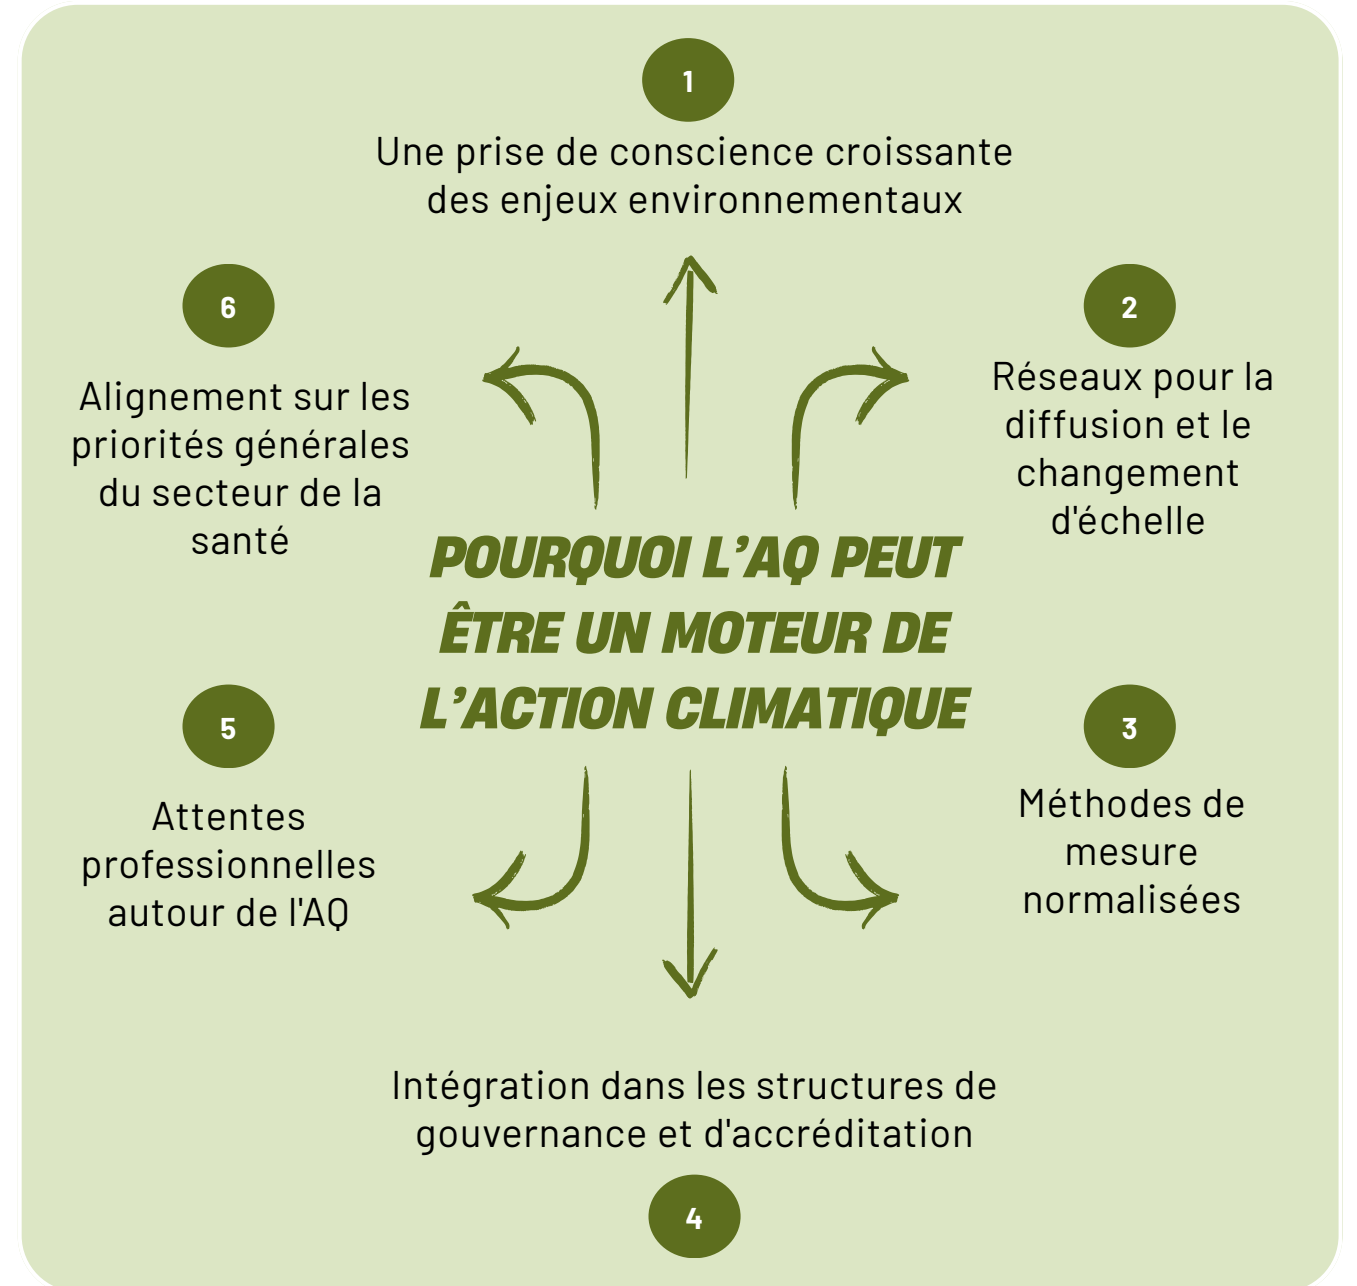 1
Une prise de conscience croissante
des enjeux environnementaux
2
Réseaux pour la
diffusion et le
changement
d'échelle
3
Méthodes de
mesure
normalisées
4
Intégration dans les structures de
gouvernance et d'accréditation
5
Attentes
professionnelles
autour de l'AQ
6
Alignement sur les
priorités générales
du secteur de la
santé
POURQUOI L’AQ PEUT
ÊTRE UN MOTEUR DE
L’ACTION CLIMATIQUE